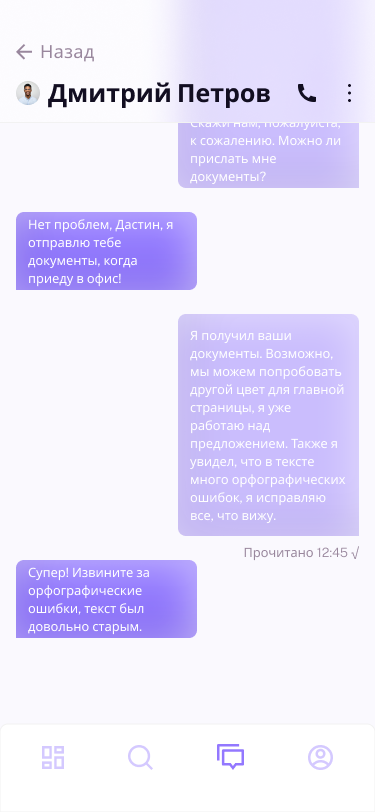 Назад
Дмитрий Петров
Скажи нам, пожалуйста,
к сожалению. Можно ли
прислать мне
документы?
Нет проблем, Дастин, я
отправлю тебе
документы, когда
приеду в офис!
Я получил ваши
документы. Возможно,
мы можем попробовать
другой цвет для главной
страницы, я уже
работаю над
предложением. Также я
увидел, что в тексте
много орфографических
ошибок, я исправляю
все, что вижу.
Прочитано 12:45 √
Супер! Извините за
орфографические
ошибки, текст был
довольно старым.